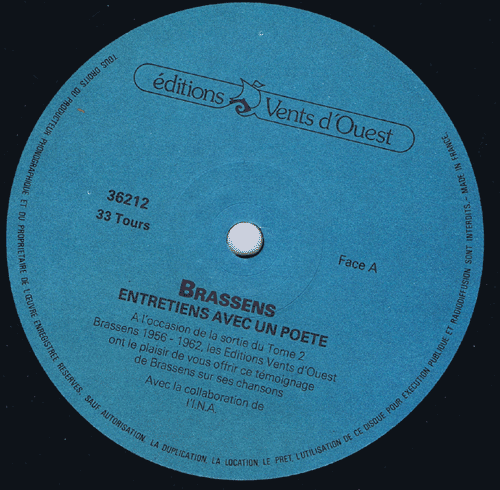 éditions Vents d'Ouest
36212
33 Tours
Face A
BRASSENS
ENTRETIENS AVEC UN POETE
A l'occasion de la sortie du Tome 2
Brassens 1956 - 1962, les Editions Vents d'Ouest
ont le plaisir de vous offrir ce témoignage
de Brassens sur ses chansons
Avec la collaboration de
l'I.N.A.
TOUS DROITS DU PRODUCTEUR PHONOGRAPHIQUE ET DU PROPRIETAIRE DE L'ŒUVRE ENREGISTREE RESERVES. SAUF AUTORISATION, LA DUPLICATION, LA LOCATION, LE PRET, L'UTILISATION DE CE DISQUE POUR EXECUTION PUBLIQUE ET RADIODIFFUSION SONT INTERDITS. - MADE IN FRANCE.